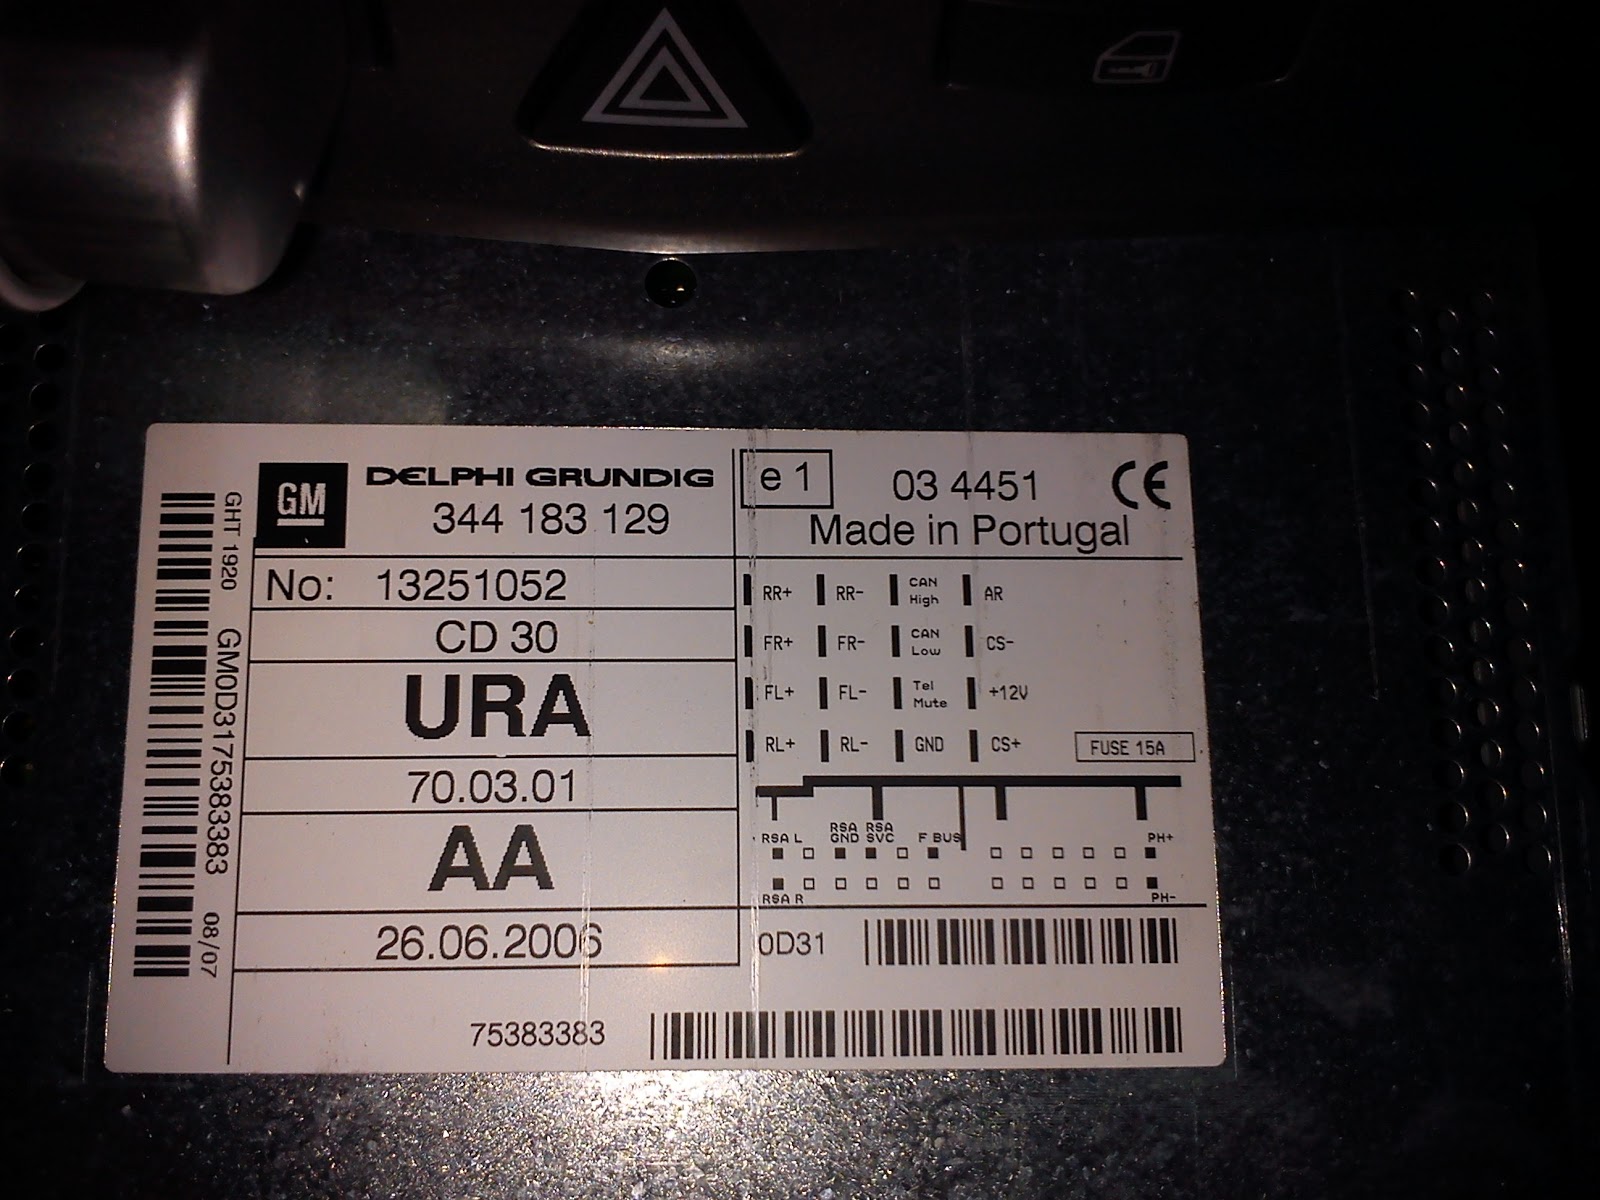 GHT 1920 GM0D3175383383 08/07
GM
DELPHI GRUNDIG
344 183 129
No: 13251052
CD 30
URA
70.03.01
AA
26.06.2006
75383383
e 1 03 4451 CE
Made in Portugal
RR+ RR- CAN High AR
FR+ FR- CAN Low CS-
FL+ FL- Tel Mute +12V
RL+ RL- GND CS+ FUSE 15A
RSA L RSA GND RSA SVC F BUS PH+
RSA R PH-
0D31